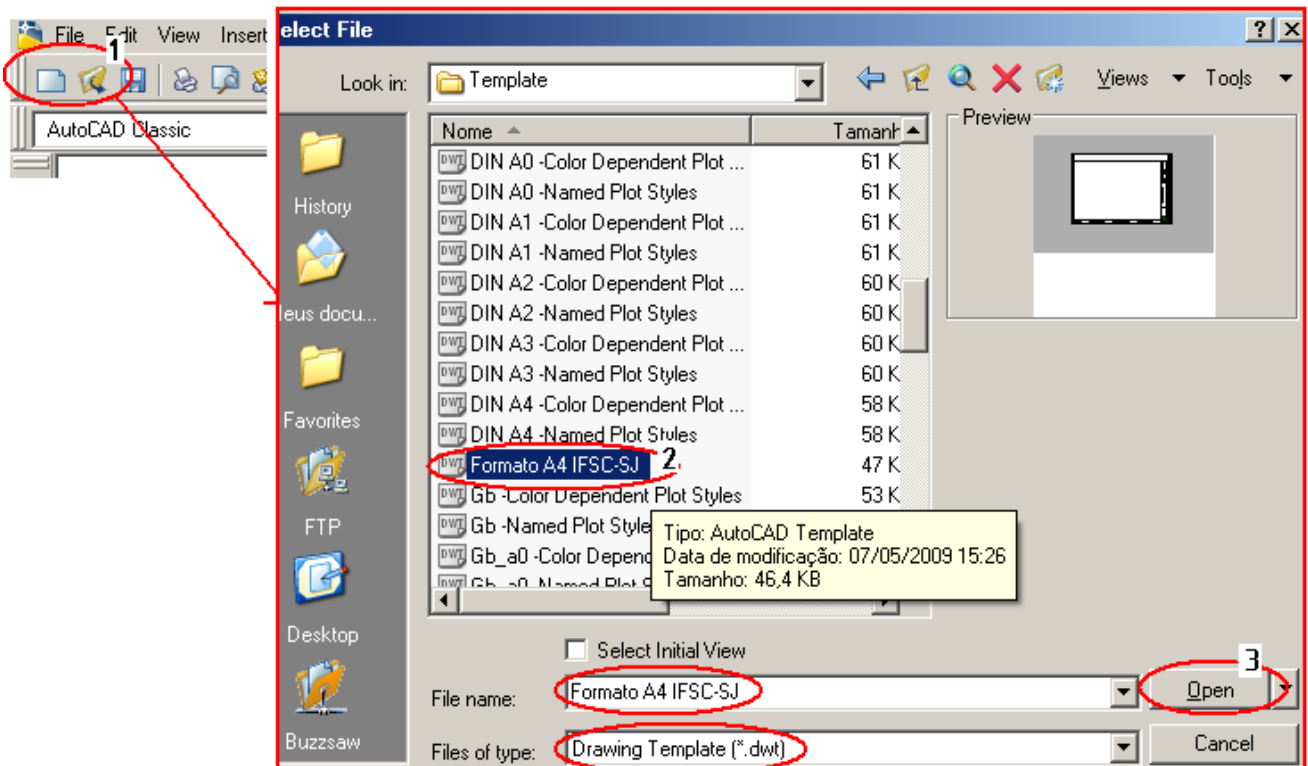 File Edit View Insert
1
AutoCAD Classic
elect File
Look in: Template Views Tools
Nome Tamanh
DIN A0 -Color Dependent Plot ... 61 K
DIN A0 -Named Plot Styles 61 K
DIN A1 -Color Dependent Plot ... 61 K
DIN A1 -Named Plot Styles 61 K
DIN A2 -Color Dependent Plot ... 60 K
DIN A2 -Named Plot Styles 60 K
DIN A3 -Color Dependent Plot ... 60 K
DIN A3 -Named Plot Styles 60 K
DIN A4 -Color Dependent Plot ... 58 K
DIN A4 -Named Plot Styles 58 K
Formato A4 IFSC-SJ 2 47 K
Gb -Color Dependent Plot Styles 53 K
Gb -Named Plot Style
Gb_a0 -Color Depend
Gb_a0 -Named Plot S
Tipo: AutoCAD Template
Data de modificação: 07/05/2009 15:26
Tamanho: 46,4 KB
Preview
History
leus docu...
Favorites
FTP
Desktop
Buzzsaw
Select Initial View
File name: Formato A4 IFSC-SJ
3
Open
Files of type: Drawing Template (*.dwt)
Cancel